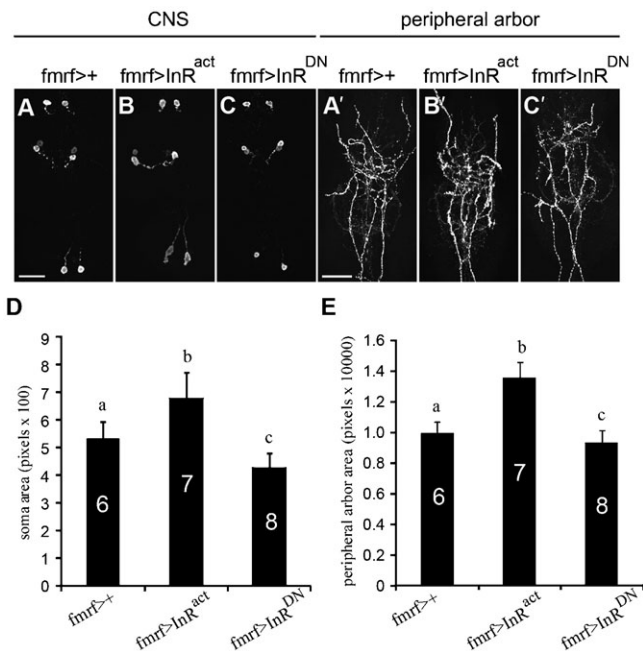 CNS peripheral arbor
fmrf>+ fmrf>InR^act fmrf>InR^DN fmrf>+ fmrf>InR^act fmrf>InR^DN
A B C A′ B′ C′
D
soma area (pixels x 100)
9
8
7
6
5
4
3
2
1
0
a
b
c
6
7
8
fmrf>+ fmrf>InR^act fmrf>InR^DN
E
peripheral arbor area (pixels x 10000)
1.6
1.4
1.2
1.0
0.8
0.6
0.4
0.2
0.0
a
b
c
6
7
8
fmrf>+ fmrf>InR^act fmrf>InR^DN